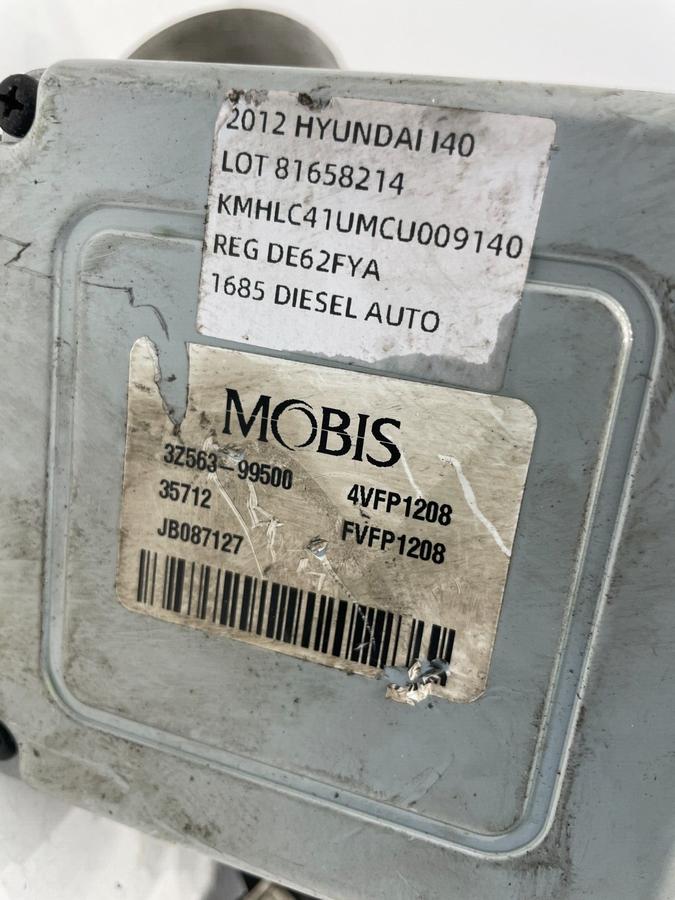 2012 HYUNDAI I40
LOT 81658214
KMHLC41UMCU009140
REG DE62FYA
1685 DIESEL AUTO
MOBIS
3Z563-99500
35712 4VFP1208
JB087127 FVFP1208